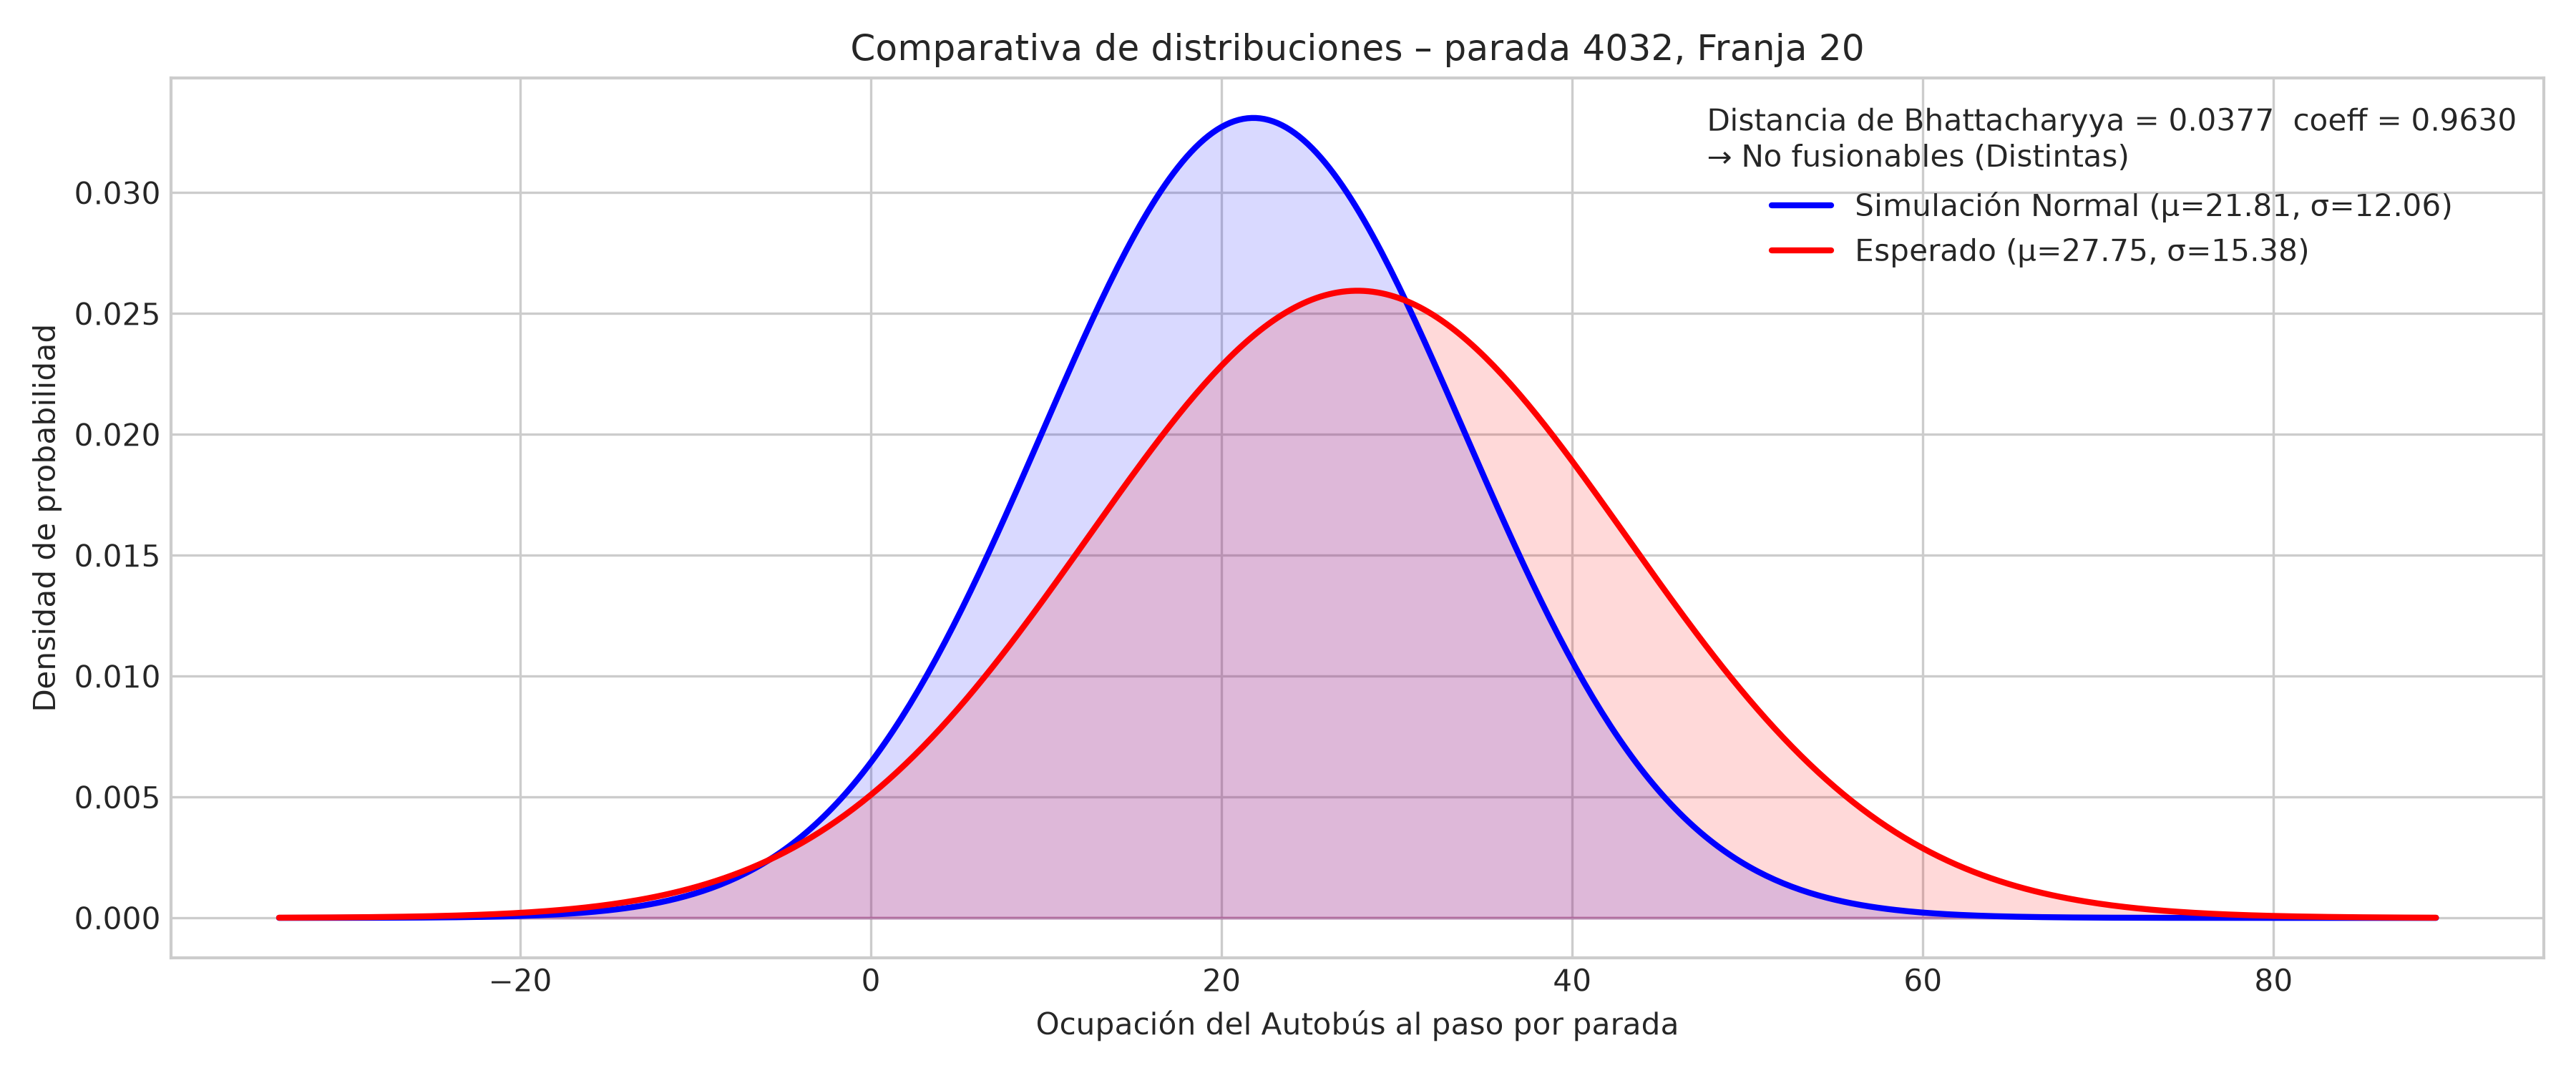 Comparativa de distribuciones – parada 4032, Franja 20
Distancia de Bhattacharyya = 0.0377  coeff = 0.9630
→ No fusionables (Distintas)
Simulación Normal (μ=21.81, σ=12.06)
Esperado (μ=27.75, σ=15.38)
Densidad de probabilidad
0.030
0.025
0.020
0.015
0.010
0.005
0.000
−20
0
20
40
60
80
Ocupación del Autobús al paso por parada